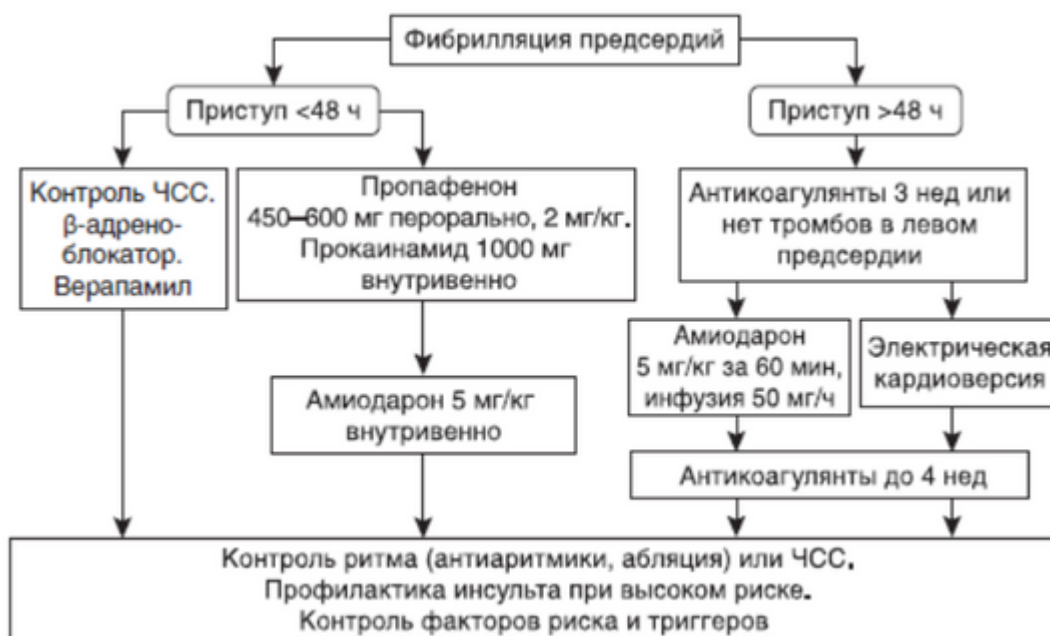 Фибрилляция предсердий
Приступ <48 ч
Приступ >48 ч
Контроль ЧСС.
β-адрено-
блокатор.
Верапамил
Пропафенон
450–600 мг перорально, 2 мг/кг.
Прокаинамид 1000 мг
внутривенно
Антикоагулянты 3 нед или
нет тромбов в левом
предсердии
Амиодарон 5 мг/кг
внутривенно
Амиодарон
5 мг/кг за 60 мин,
инфузия 50 мг/ч
Электрическая
кардиоверсия
Антикоагулянты до 4 нед
Контроль ритма (антиаритмики, абляция) или ЧСС.
Профилактика инсульта при высоком риске.
Контроль факторов риска и триггеров